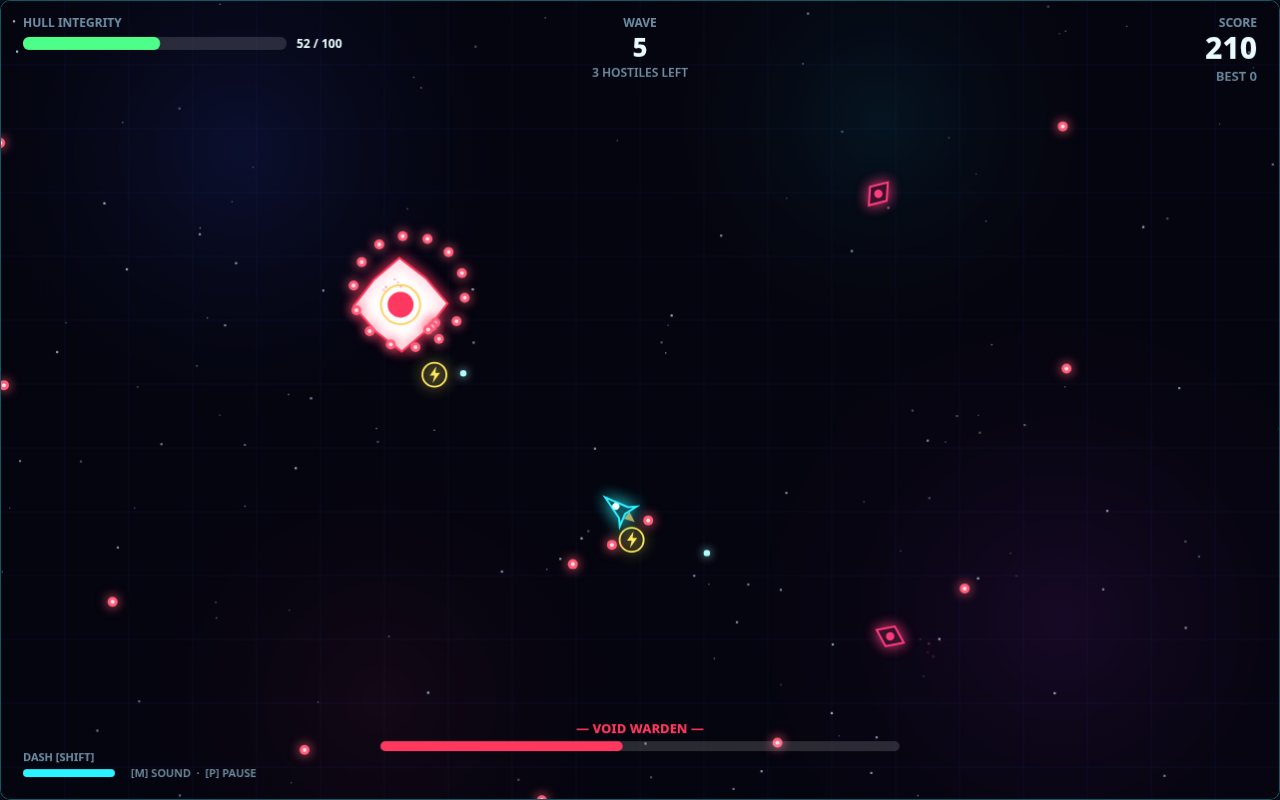 HULL INTEGRITY
52 / 100
WAVE
5
3 HOSTILES LEFT
SCORE
210
BEST 0
— VOID WARDEN —
DASH [SHIFT]
[M] SOUND · [P] PAUSE